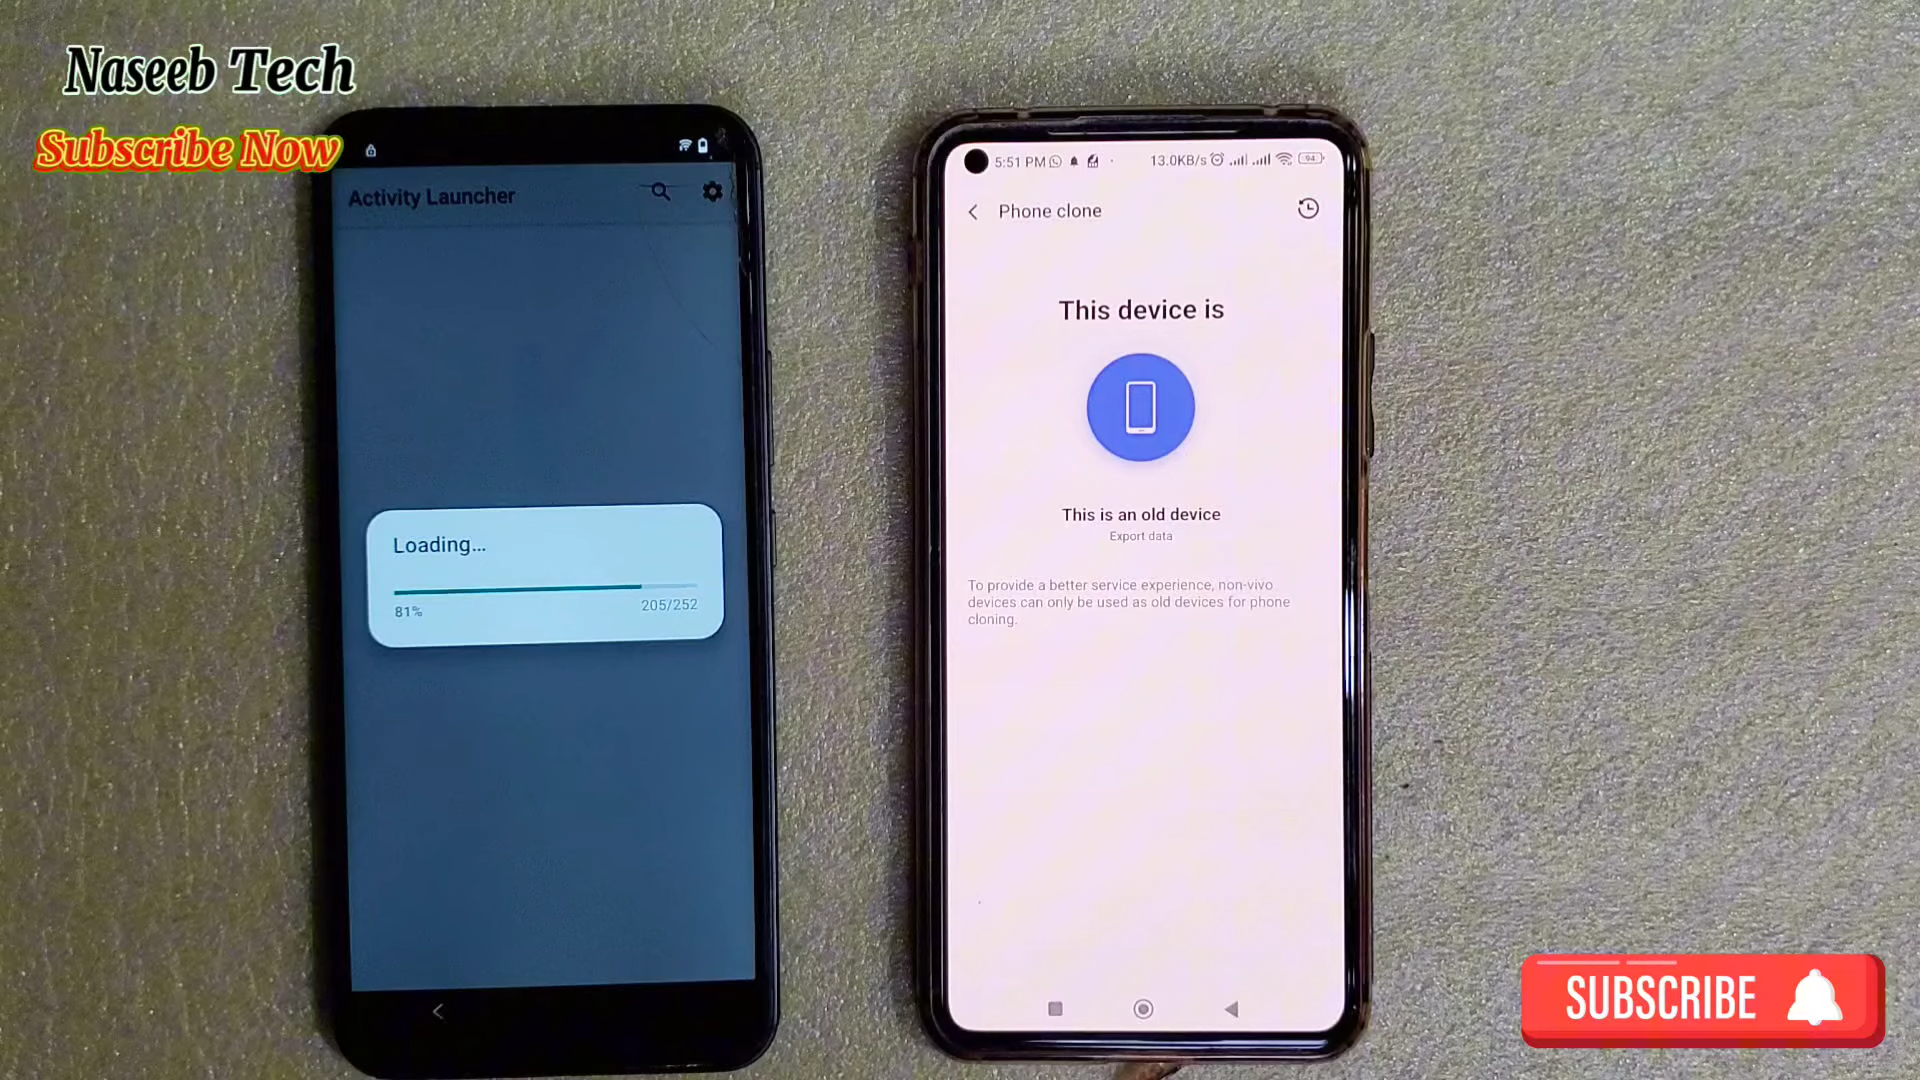 Naseeb Tech
Subscribe Now
Activity Launcher
Loading...
81%
205/252
5:51 PM
13.0KB/s
94
Phone clone
This device is
This is an old device
Export data
To provide a better service experience, non-vivo
devices can only be used as old devices for phone
cloning.
SUBSCRIBE